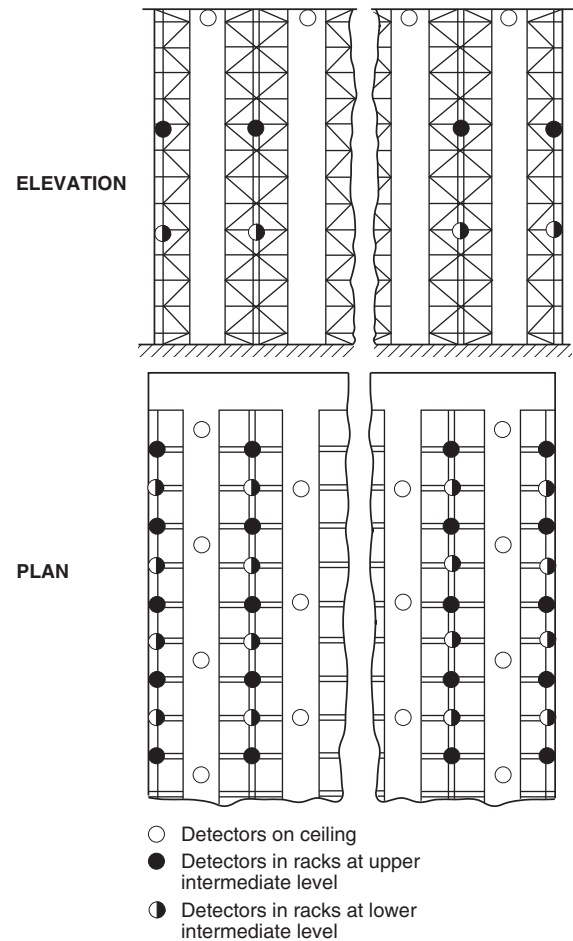 ELEVATION
PLAN
Detectors on ceiling
Detectors in racks at upper
intermediate level
Detectors in racks at lower
intermediate level